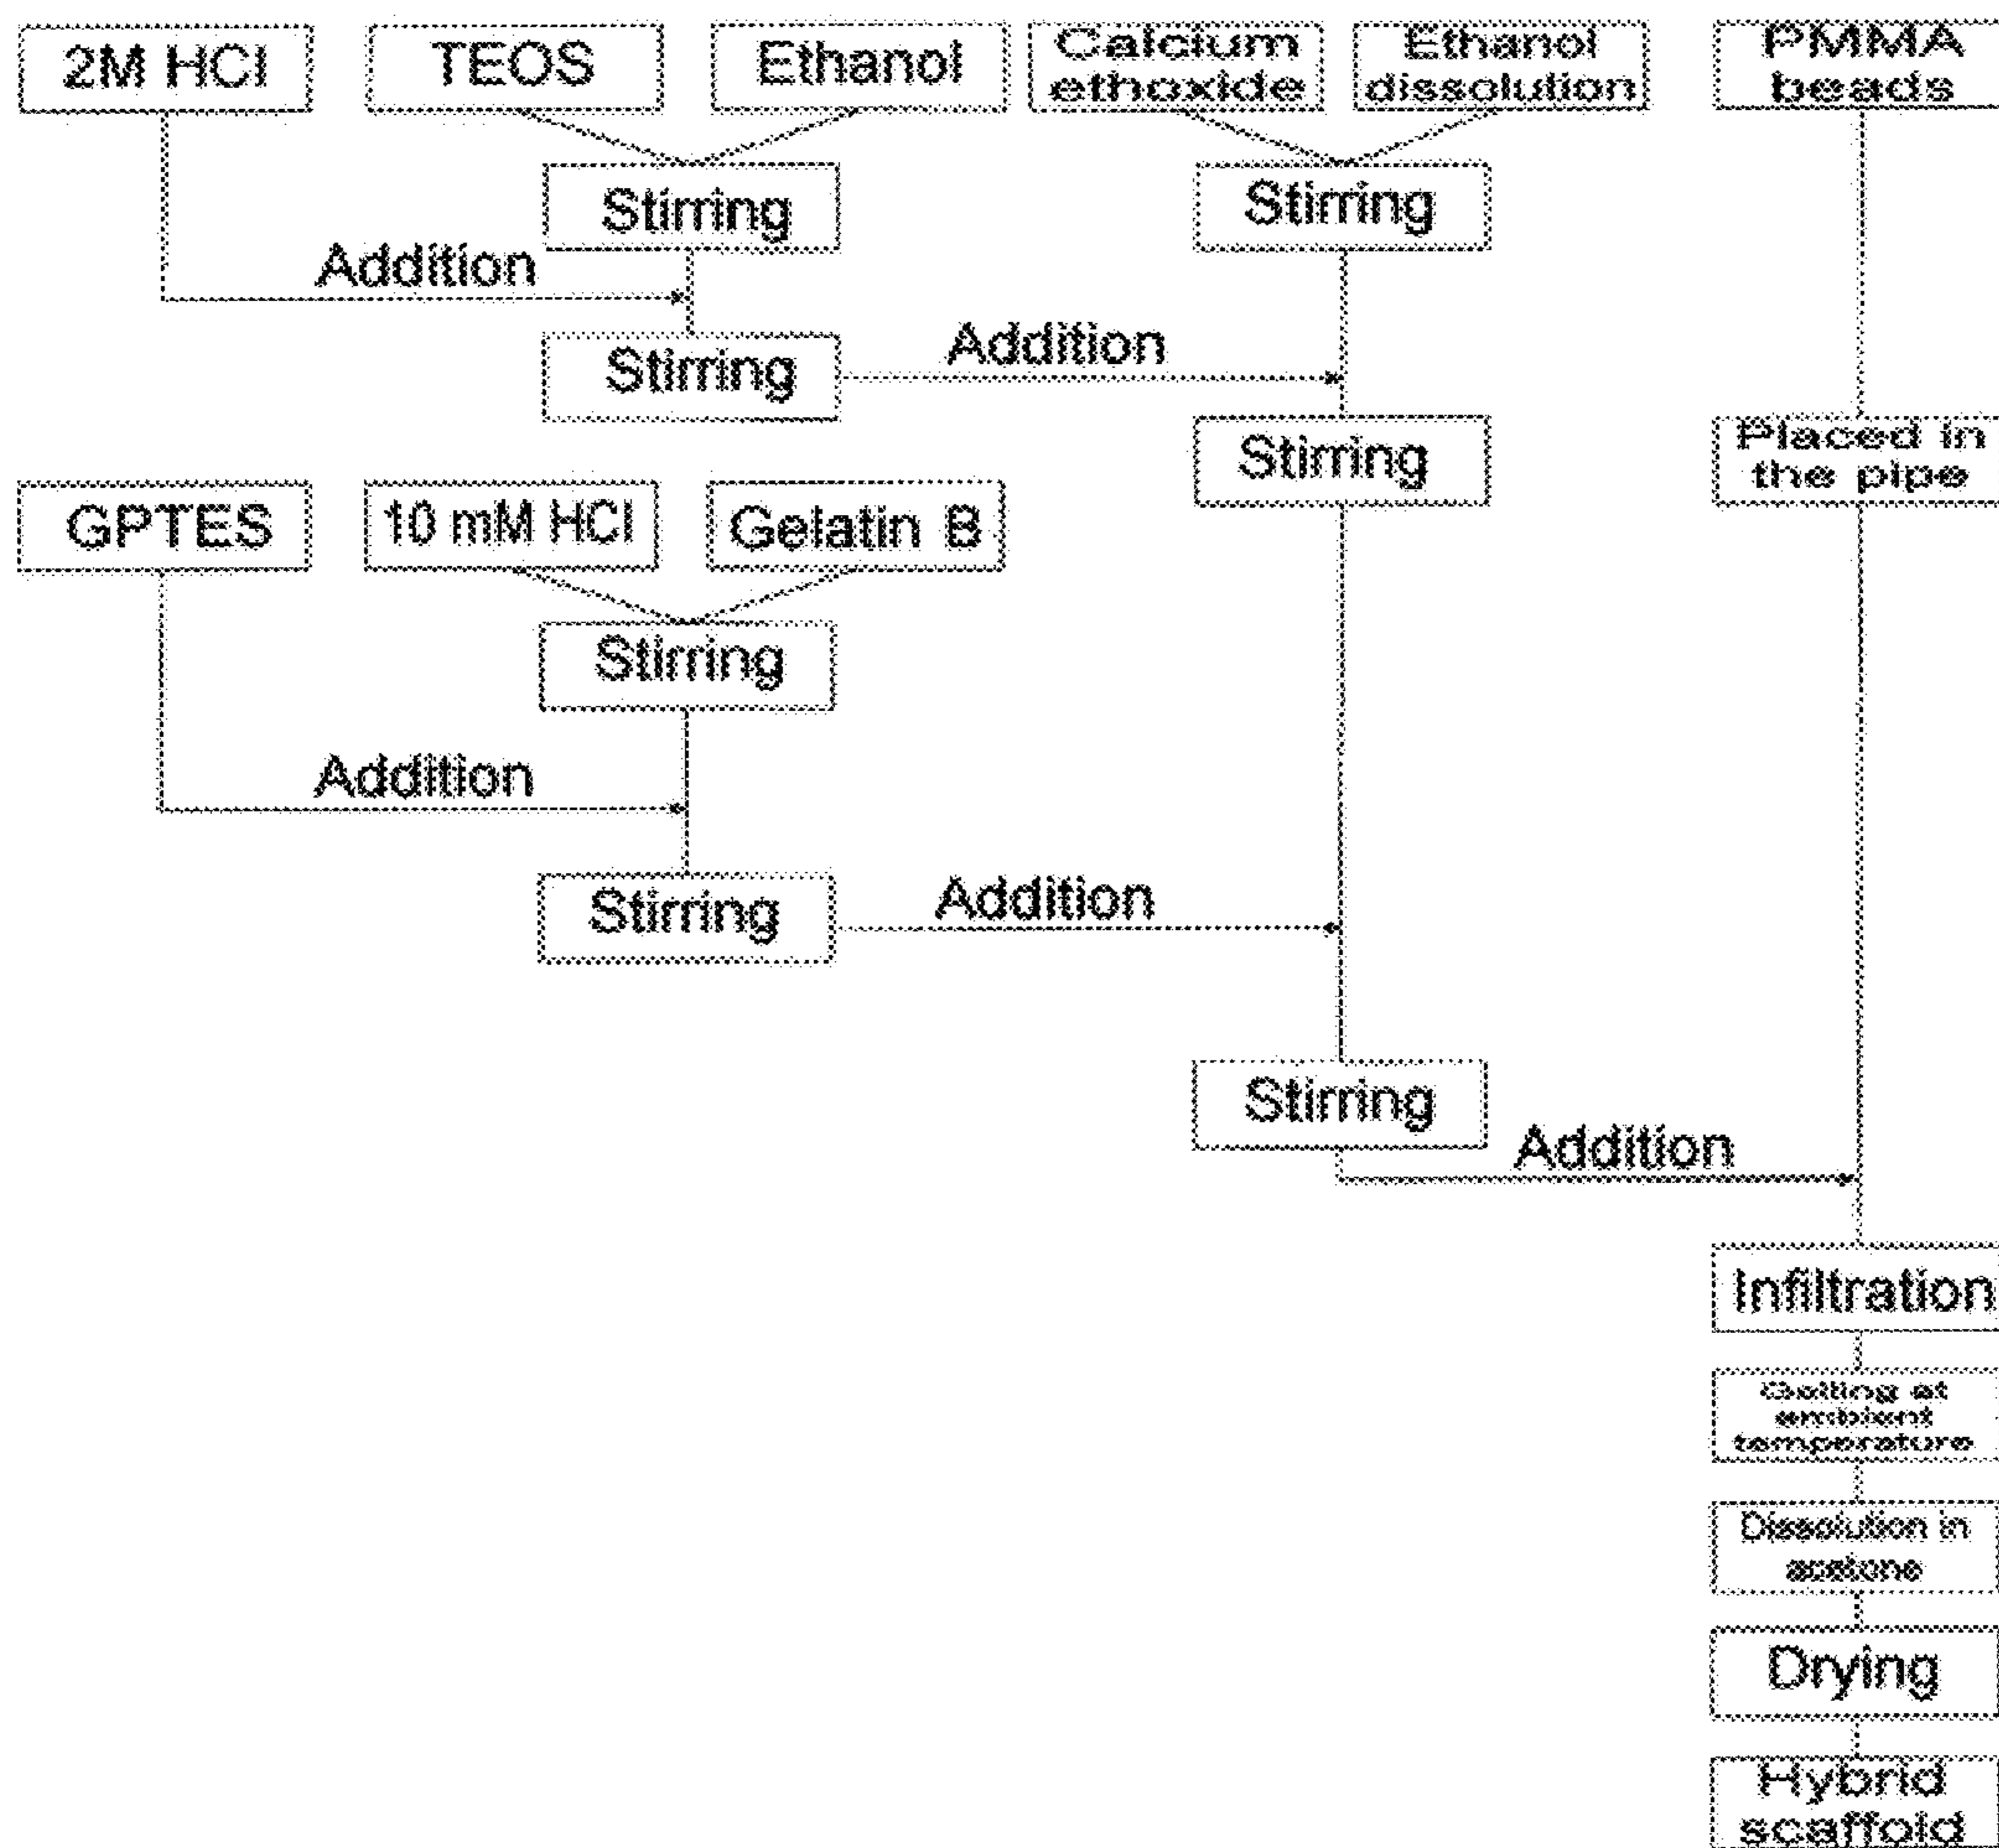 2M HCl
TEOS
Ethanol
Calcium
ethoxide
Ethanol
dissolution
PMMA
beads
Stirring
Stirring
Addition
Stirring
Addition
Stirring
Placed in
the pipe
GPTES
10 mM HCl
Gelatin B
Stirring
Addition
Stirring
Addition
Stirring
Addition
Infiltration
Gelling at
ambient
temperature
Dissolution in
acetone
Drying
Hybrid
scaffold